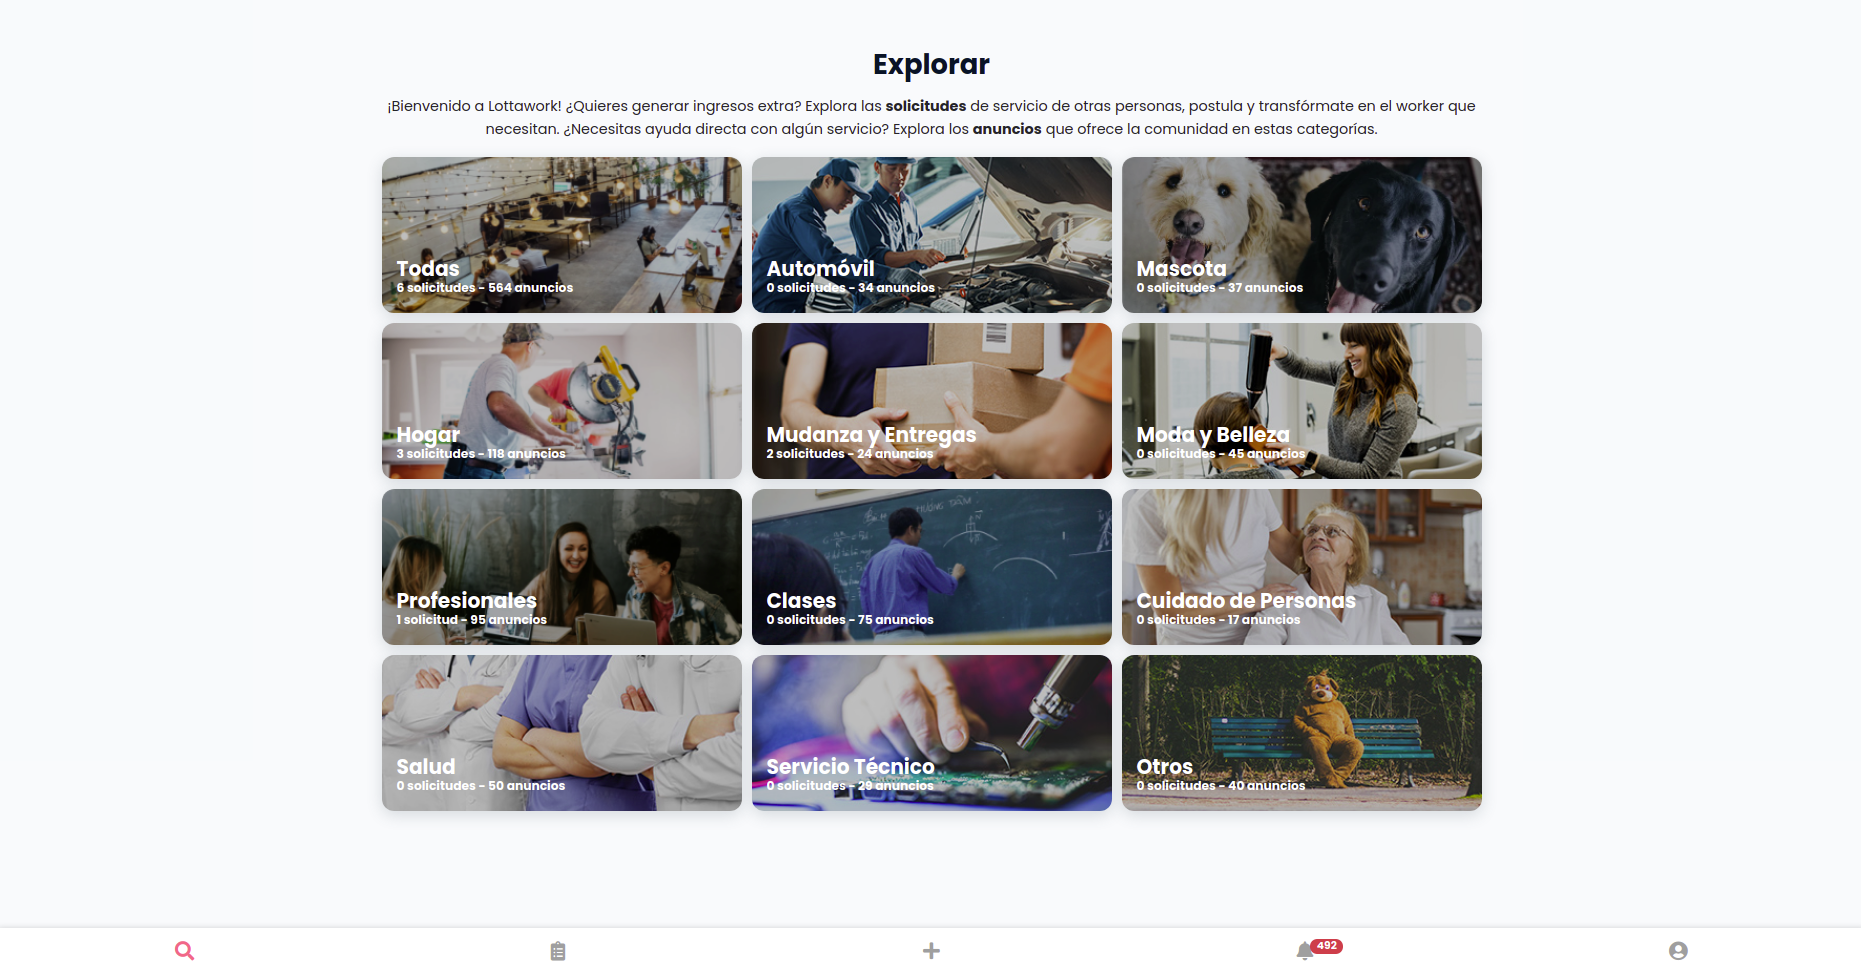 Explorar
¡Bienvenido a Lottawork! ¿Quieres generar ingresos extra? Explora las solicitudes de servicio de otras personas, postula y transfórmate en el worker que
necesitan. ¿Necesitas ayuda directa con algún servicio? Explora los anuncios que ofrece la comunidad en estas categorías.
Todas
6 solicitudes - 564 anuncios
Automóvil
0 solicitudes - 34 anuncios
Mascota
0 solicitudes - 37 anuncios
Hogar
3 solicitudes - 118 anuncios
Mudanza y Entregas
2 solicitudes - 24 anuncios
Moda y Belleza
0 solicitudes - 45 anuncios
Profesionales
1 solicitud - 95 anuncios
Clases
0 solicitudes - 75 anuncios
Cuidado de Personas
0 solicitudes - 17 anuncios
Salud
0 solicitudes - 50 anuncios
Servicio Técnico
0 solicitudes - 29 anuncios
Otros
0 solicitudes - 40 anuncios
492